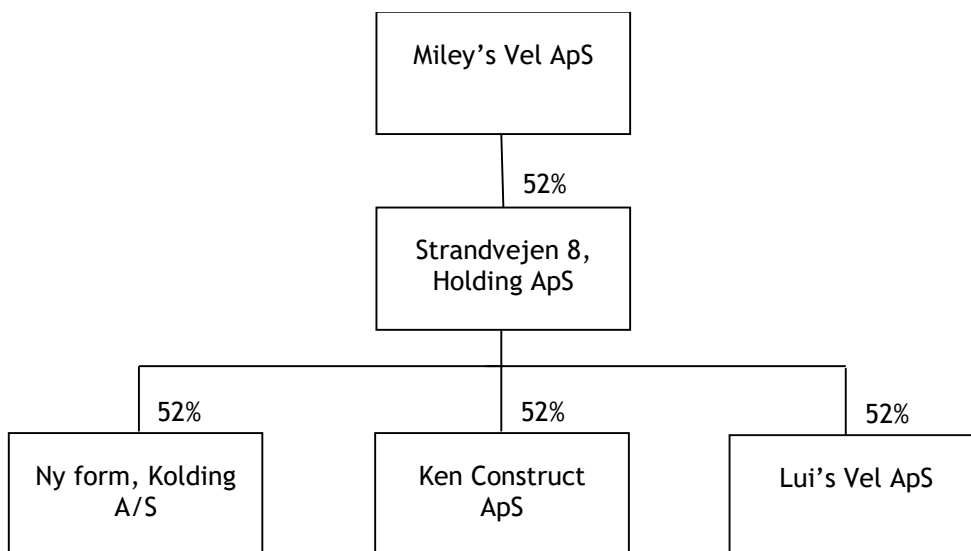 Miley’s Vel ApS
52%
Strandvejen 8,
Holding ApS
52%
52%
52%
Ny form, Kolding
A/S
Ken Construct
ApS
Lui’s Vel ApS